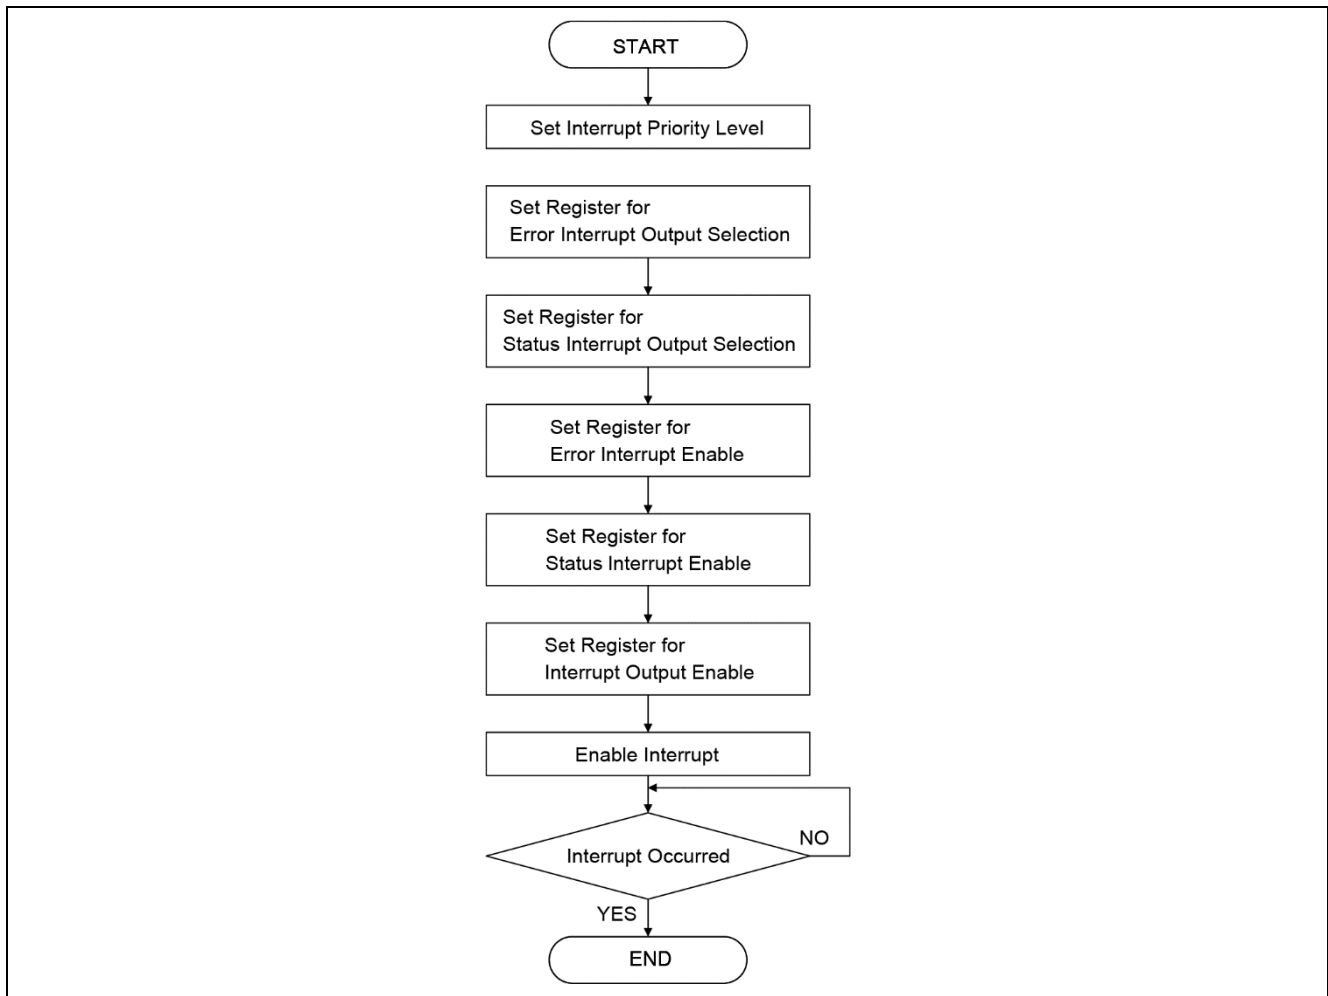 START
Set Interrupt Priority Level
Set Register for
Error Interrupt Output Selection
Set Register for
Status Interrupt Output Selection
Set Register for
Error Interrupt Enable
Set Register for
Status Interrupt Enable
Set Register for
Interrupt Output Enable
Enable Interrupt
NO
Interrupt Occurred
YES
END